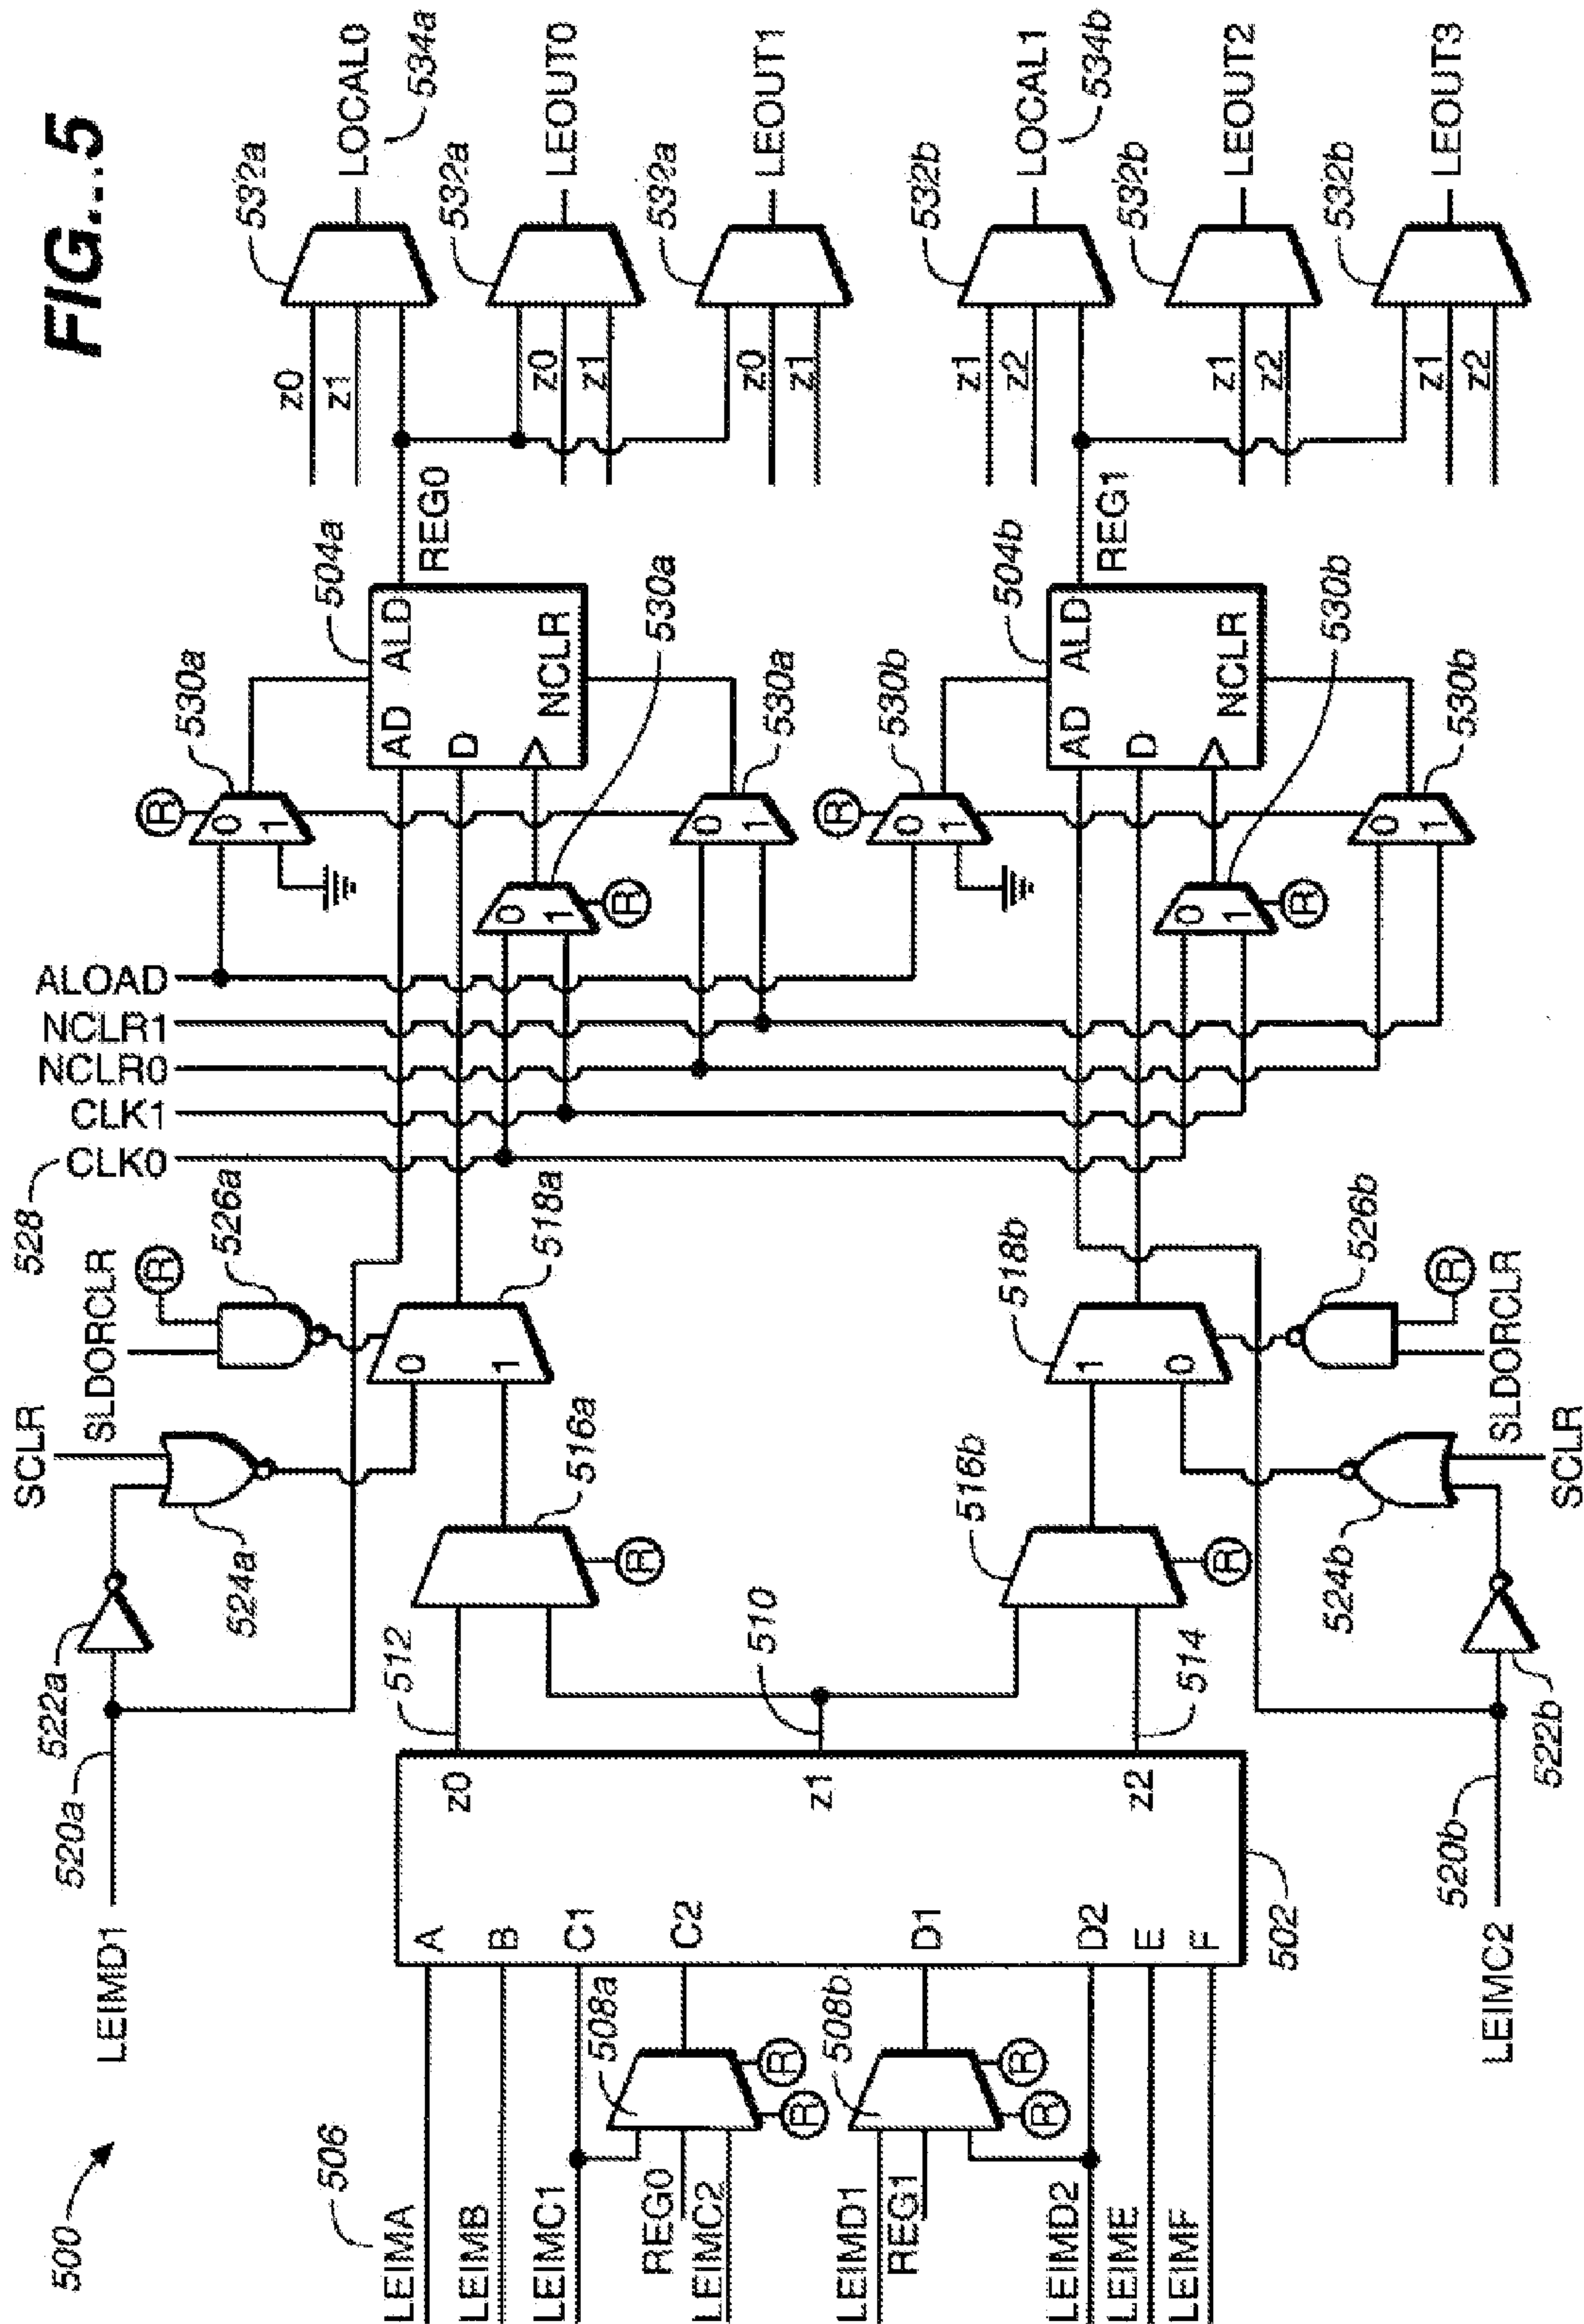 FIG...5
500
506
LEIMA
LEIMB
LEIMC1
REG0
LEIMC2
LEIMD1
REG1
LEIMD2
LEIME
LEIMF
508a
R
R
508b
R
R
A
B
C1
C2
D1
D2
E
F
z0
z1
z2
502
LEIMD1
520a
522a
524a
SCLR
SLDORCLR
R
526a
512
510
514
516a
R
516b
R
518a
0
1
518b
1
0
LEIMC2
520b
522b
524b
SCLR
SLDORCLR
R
526b
528
CLK0
CLK1
NCLR0
NCLR1
ALOAD
R
0
1
530a
0
1
R
530a
0
1
530a
504a
AD
ALD
D
NCLR
REG0
R
0
1
530b
0
1
R
530b
0
1
530b
504b
AD
ALD
D
NCLR
REG1
z0
z1
532a
LOCAL0
534a
z0
z1
532a
LEOUT0
z0
z1
532a
LEOUT1
z1
z2
532b
LOCAL1
534b
z1
z2
532b
LEOUT2
z1
z2
532b
LEOUT3